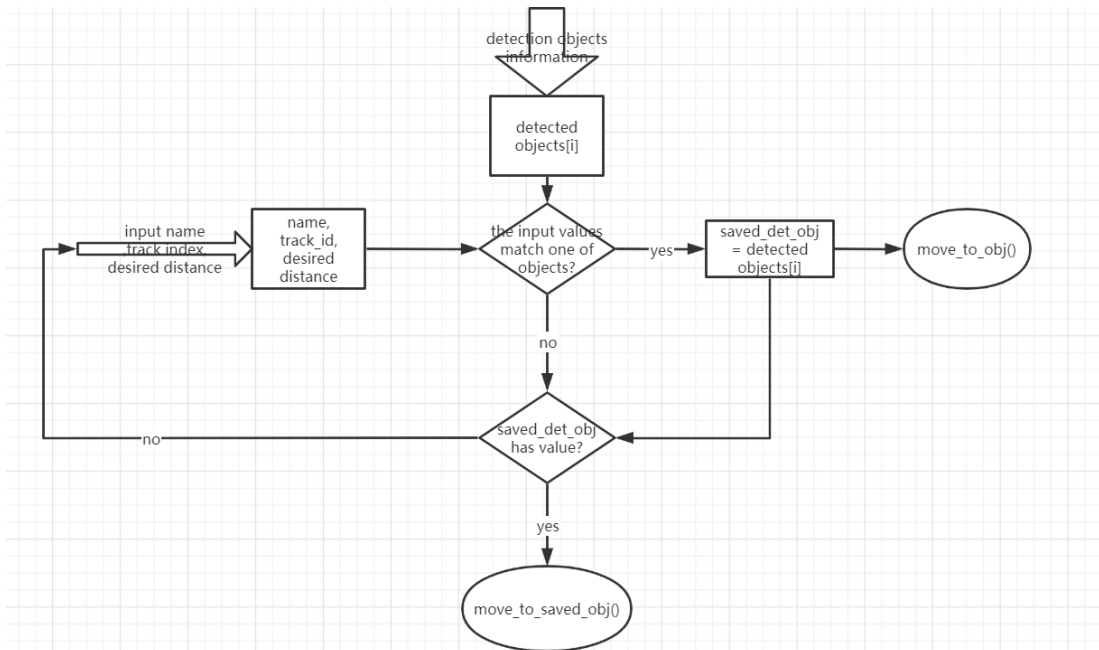 detection objects
information
detected
objects[i]
input name
,track index,
desired distance
name,
track_id,
desired
distance
the input values
match one of
objects?
yes
saved_det_obj
= detected
objects[i]
move_to_obj()
no
saved_det_obj
has value?
no
yes
move_to_saved_obj()